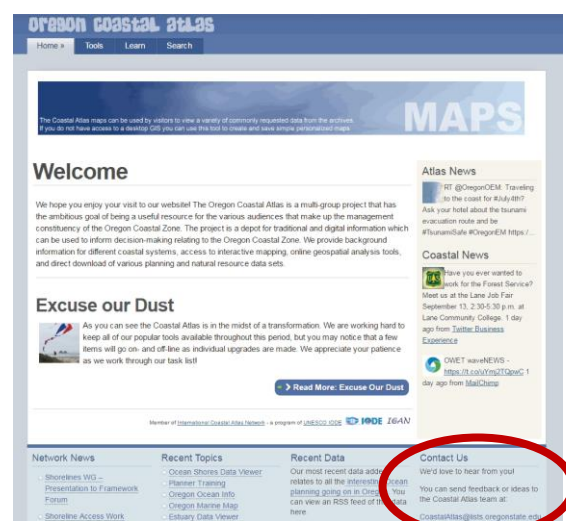 oregon coastal atlas
Home » Tools Learn Search
The Coastal Atlas maps can be used by visitors to view a variety of commonly requested data from the archives.
If you do not have access to a desktop GIS you can use this tool to create and save simple personalized maps.
MAPS
Welcome
We hope you enjoy your visit to our website! The Oregon Coastal Atlas is a multi-group project that has
the ambitious goal of being a useful resource for the various audiences that make up the management
constituency of the Oregon Coastal Zone. The project is a depot for traditional and digital information which
can be used to inform decision-making relating to the Oregon Coastal Zone. We provide background
information for different coastal systems, access to interactive mapping, online geospatial analysis tools,
and direct download of various planning and natural resource data sets.
Excuse our Dust
As you can see the Coastal Atlas is in the midst of a transformation. We are working hard to
keep all of our popular tools available throughout this period, but you may notice that a few
items will go on- and off-line as individual upgrades are made. We appreciate your patience
as we work through our task list!
Read More: Excuse Our Dust
Member of International Coastal Atlas Network - a program of UNESCO IODE IODE ICAN
Atlas News
RT @OregonOEM: Traveling
to the coast for #July4th?
Ask your hotel about the tsunami
evacuation route and be
#TsunamiSafe #OregonEM https:/...
Coastal News
Have you ever wanted to
work for the Forest Service?
Meet us at the Lane Job Fair
September 13, 2:30-5:30 p.m. at
Lane Community College. 1 day
ago from Twitter Business
Experience
OWET waveNEWS -
https://t.co/uYmj2TQpwC 1
day ago from MailChimp
Network News
Shorelines WG –
Presentation to Framework
Forum
Shoreline Access Work
Recent Topics
Ocean Shores Data Viewer
Planner Training
Oregon Ocean Info
Oregon Marine Map
Estuary Data Viewer
Recent Data
Our most recent data added
relates to all the interesting Ocean
planning going on in Oregon. You
can view an RSS feed of the data
here
Contact Us
We'd love to hear from you!
You can send feedback or ideas to
the Coastal Atlas team at:
CoastalAtlas@lists.oregonstate.edu